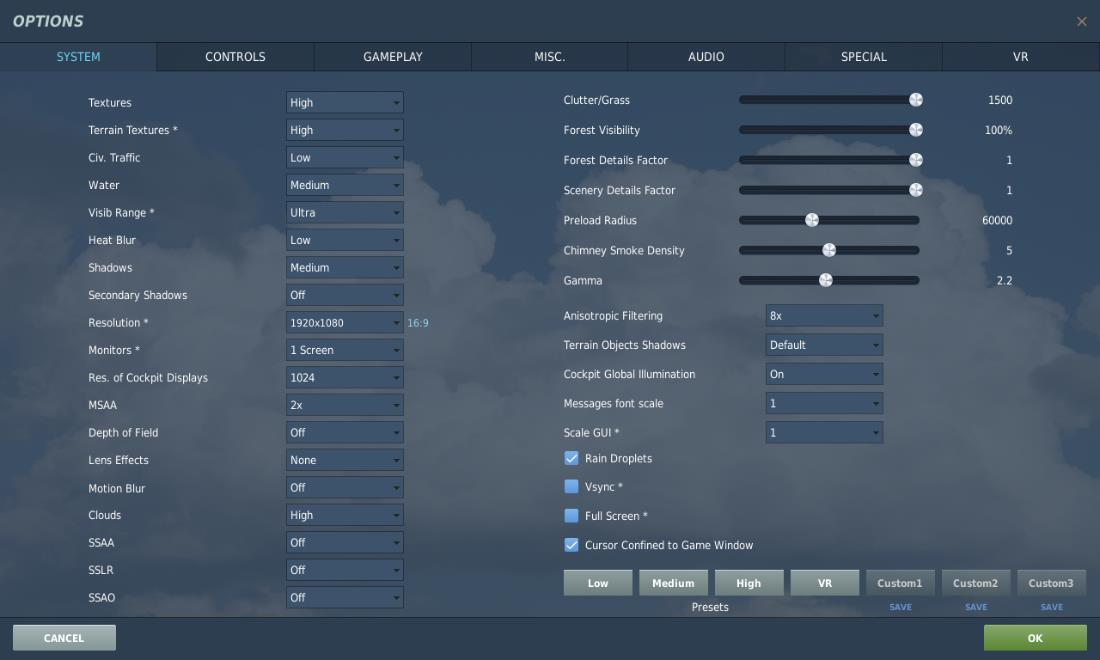 OPTIONS
SYSTEM CONTROLS GAMEPLAY MISC. AUDIO SPECIAL VR
Textures High
Terrain Textures * High
Civ. Traffic Low
Water Medium
Visib Range * Ultra
Heat Blur Low
Shadows Medium
Secondary Shadows Off
Resolution * 1920x1080 16:9
Monitors * 1 Screen
Res. of Cockpit Displays 1024
MSAA 2x
Depth of Field Off
Lens Effects None
Motion Blur Off
Clouds High
SSAA Off
SSLR Off
SSAO Off
Clutter/Grass 1500
Forest Visibility 100%
Forest Details Factor 1
Scenery Details Factor 1
Preload Radius 60000
Chimney Smoke Density 5
Gamma 2.2
Anisotropic Filtering 8x
Terrain Objects Shadows Default
Cockpit Global Illumination On
Messages font scale 1
Scale GUI * 1
Rain Droplets
Vsync *
Full Screen *
Cursor Confined to Game Window
Low Medium High VR Custom1 Custom2 Custom3
Presets SAVE SAVE SAVE
CANCEL OK